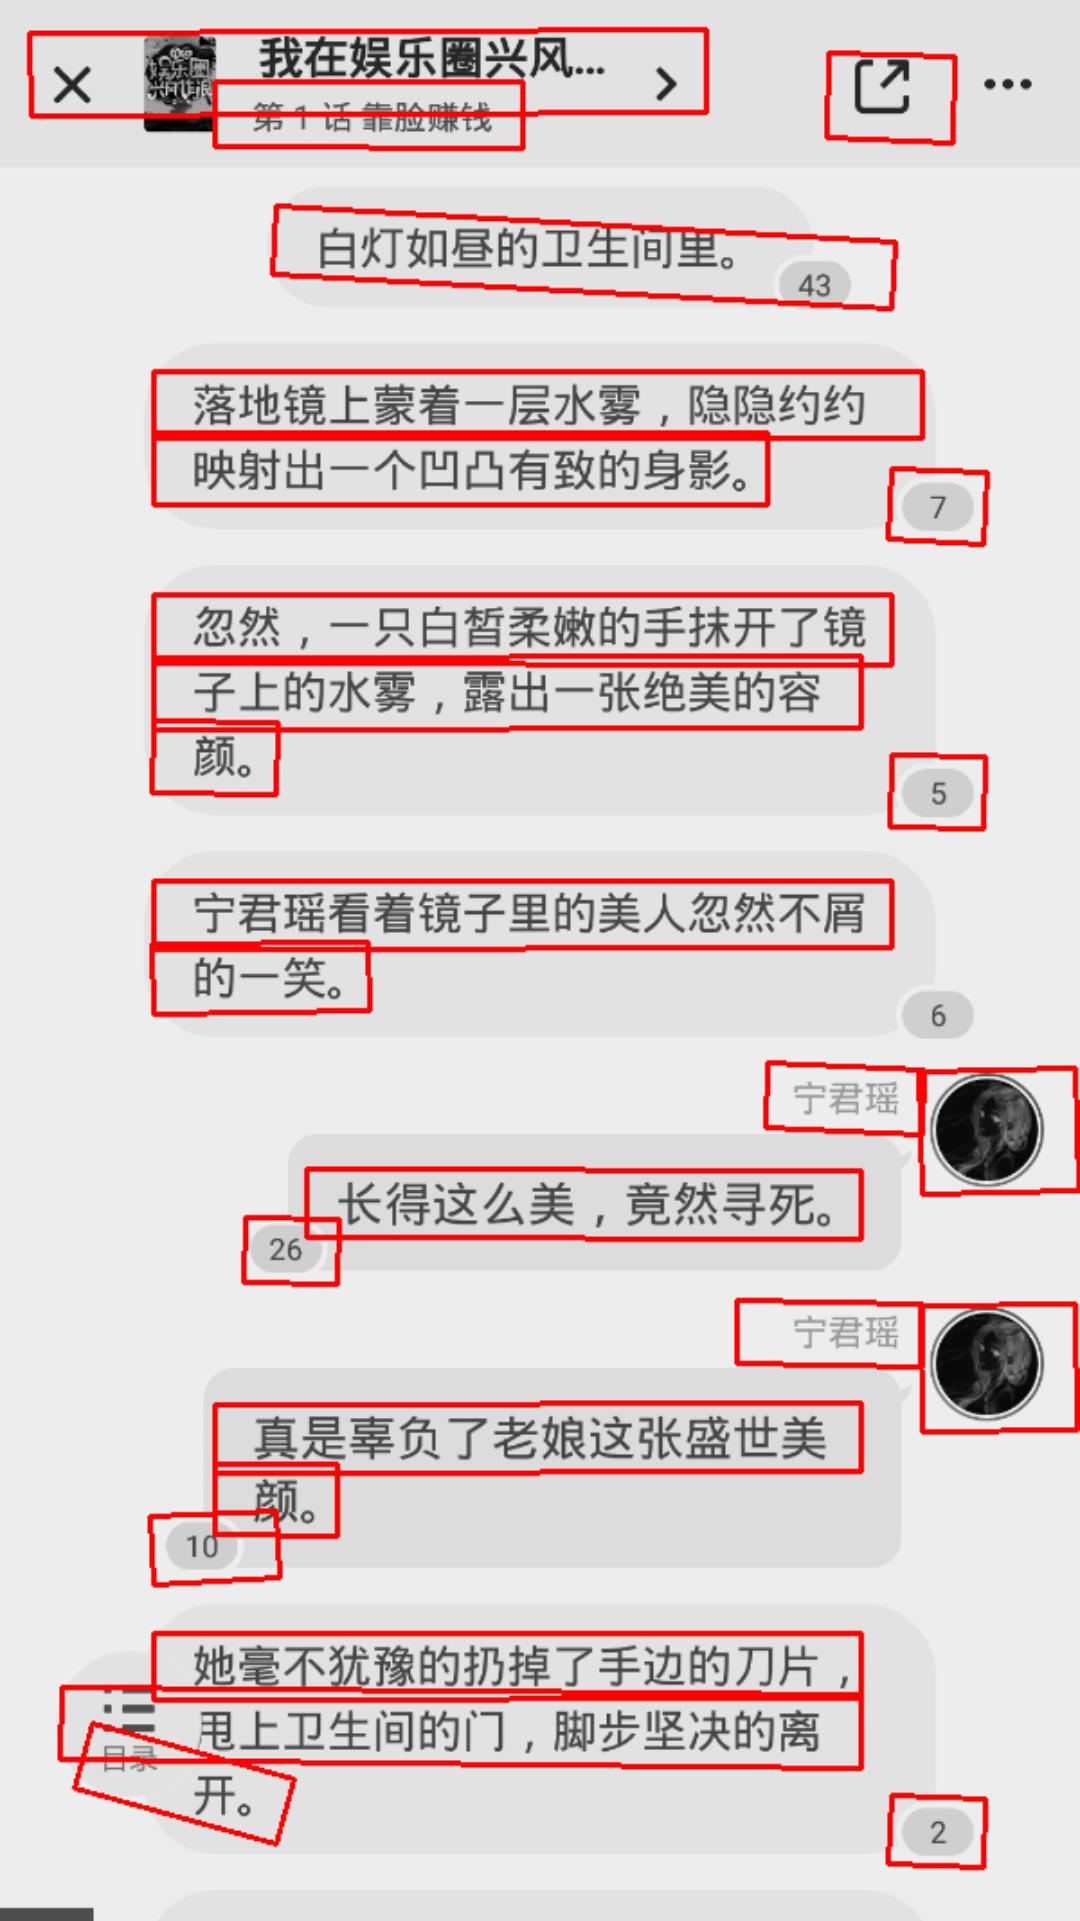 我在娱乐圈兴风...
第 1 话 靠脸赚钱
白灯如昼的卫生间里。
43
落地镜上蒙着一层水雾，隐隐约约
映射出一个凹凸有致的身影。
7
忽然，一只白皙柔嫩的手抹开了镜
子上的水雾，露出一张绝美的容
颜。
5
宁君瑶看着镜子里的美人忽然不屑
的一笑。
6
宁君瑶
长得这么美，竟然寻死。
26
宁君瑶
真是辜负了老娘这张盛世美
颜。
10
她毫不犹豫的扔掉了手边的刀片，
甩上卫生间的门，脚步坚决的离
目录
开。
2